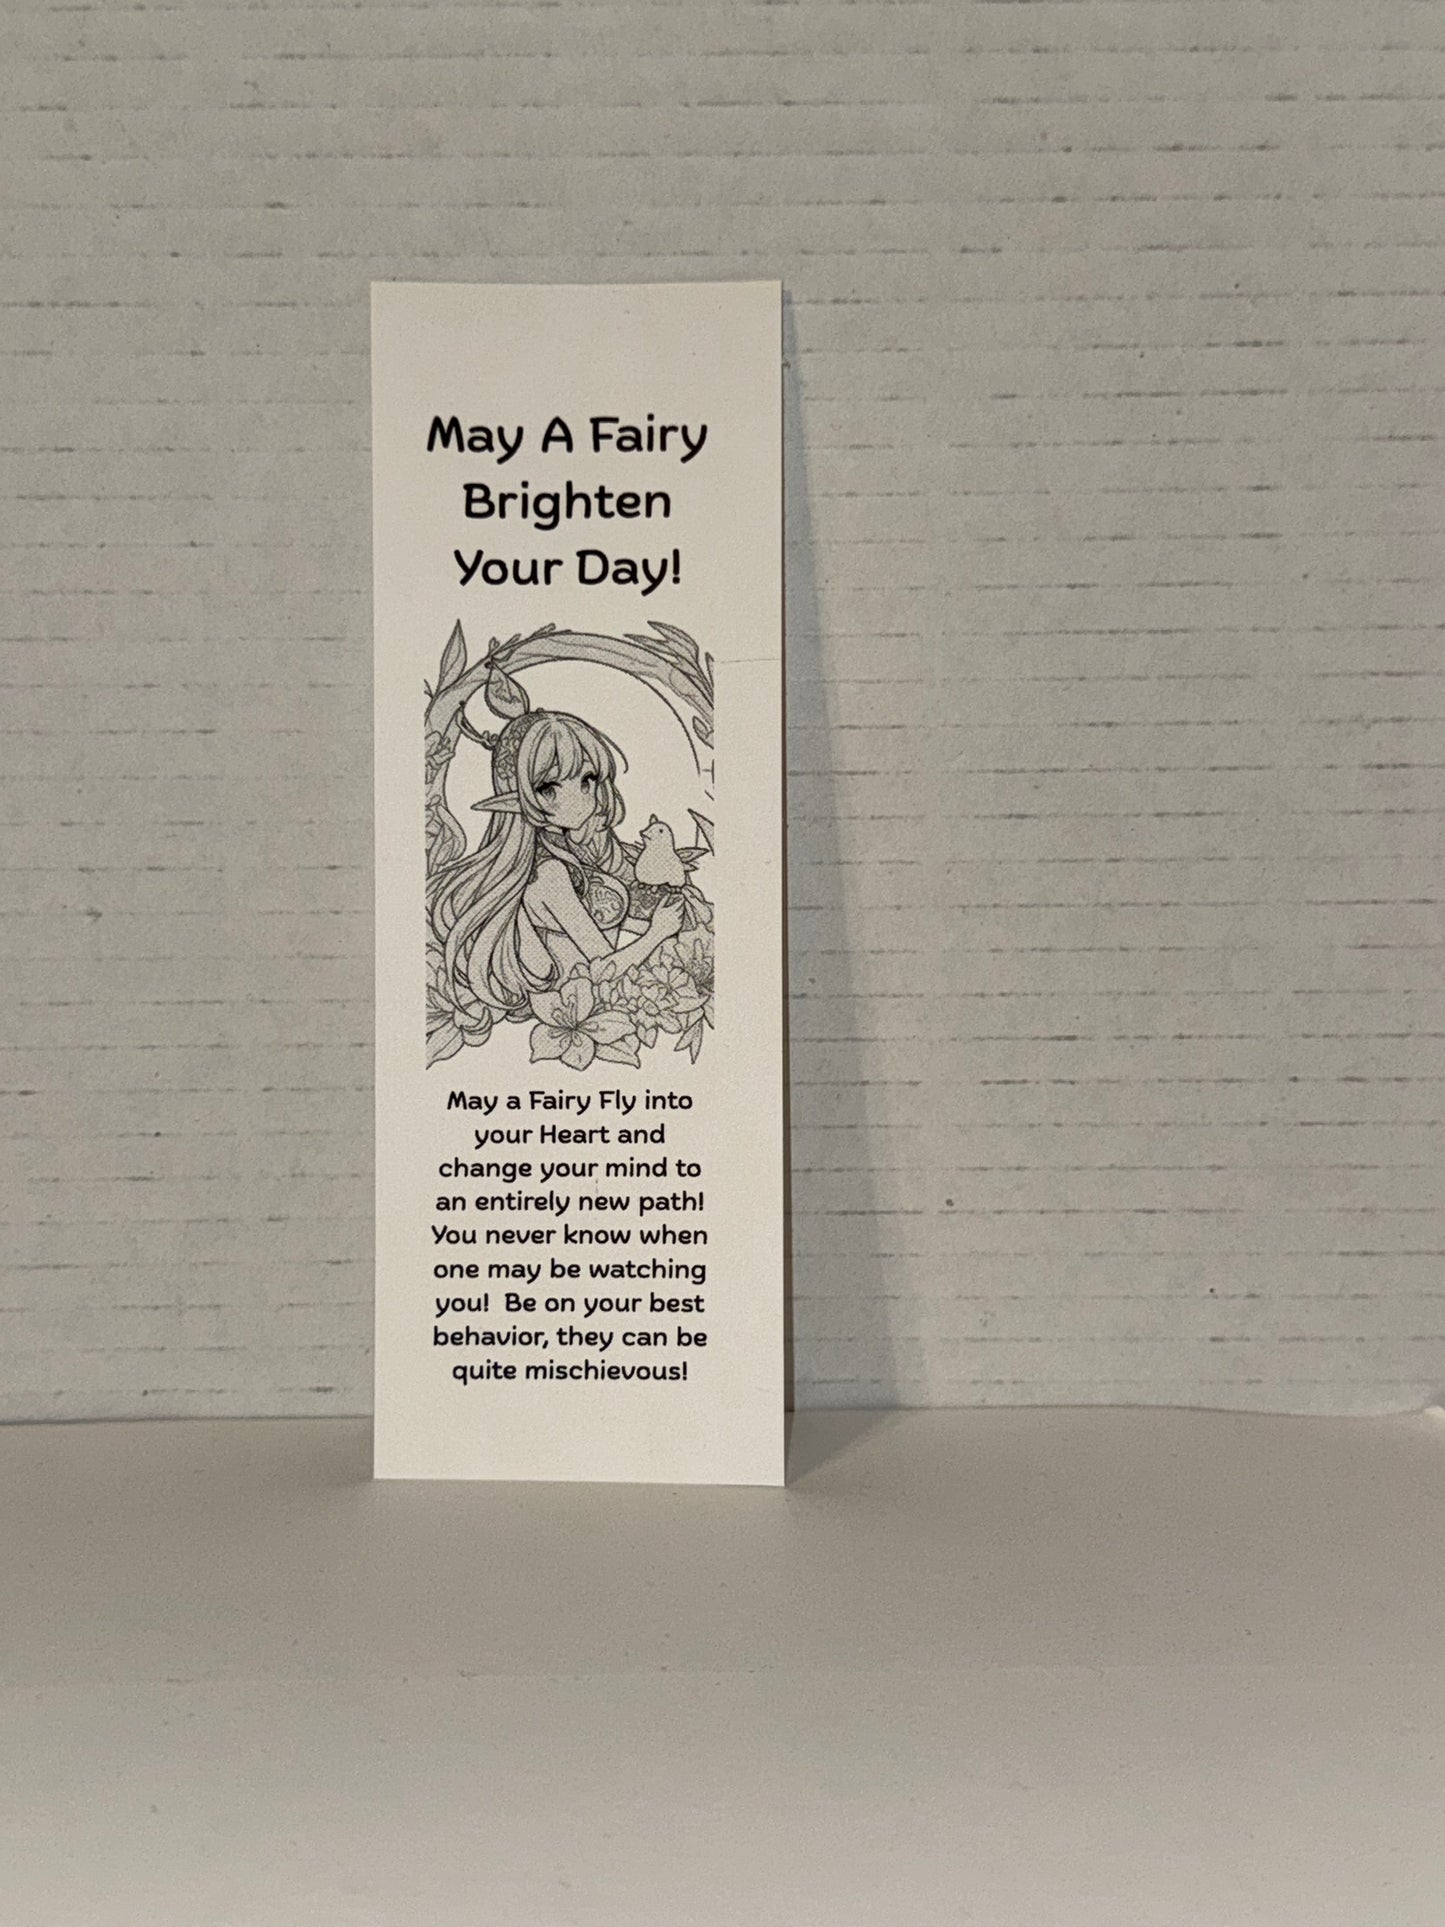 May A Fairy
Brighten
Your Day!
May a Fairy Fly into
your Heart and
change your mind to
an entirely new path!
You never know when
one may be watching
you!  Be on your best
behavior, they can be
quite mischievous!